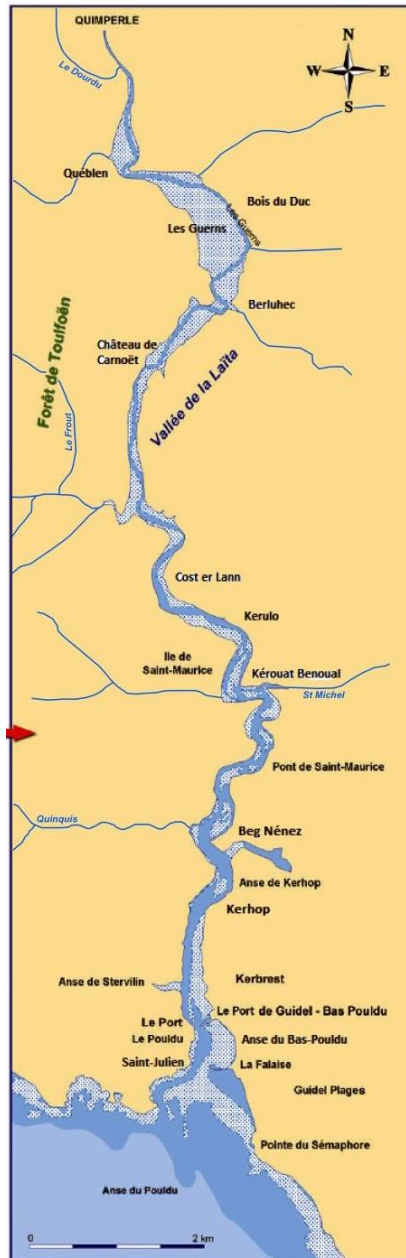 QUIMPERLE
N
Le Dourdu
W
E
S
Québlen
Bois du Duc
Les Guerns
Les Guerns
Berluhec
Château de
Carnoët
Forêt de Toulfoën
Vallée de la Laïta
Le Frout
Cost er Lann
Kerulo
Ile de
Saint-Maurice
Kérouat Benoual
St Michel
Pont de Saint-Maurice
Quinquis
Beg Nénez
Anse de Kerhop
Kerhop
Anse de Stervilin
Kerbrest
Le Port de Guidel - Bas Pouldu
Le Port
Le Pouldu
Anse du Bas-Pouldu
Saint-Julien
La Falaise
Guidel Plages
Pointe du Sémaphore
Anse du Pouldu
0
2 km